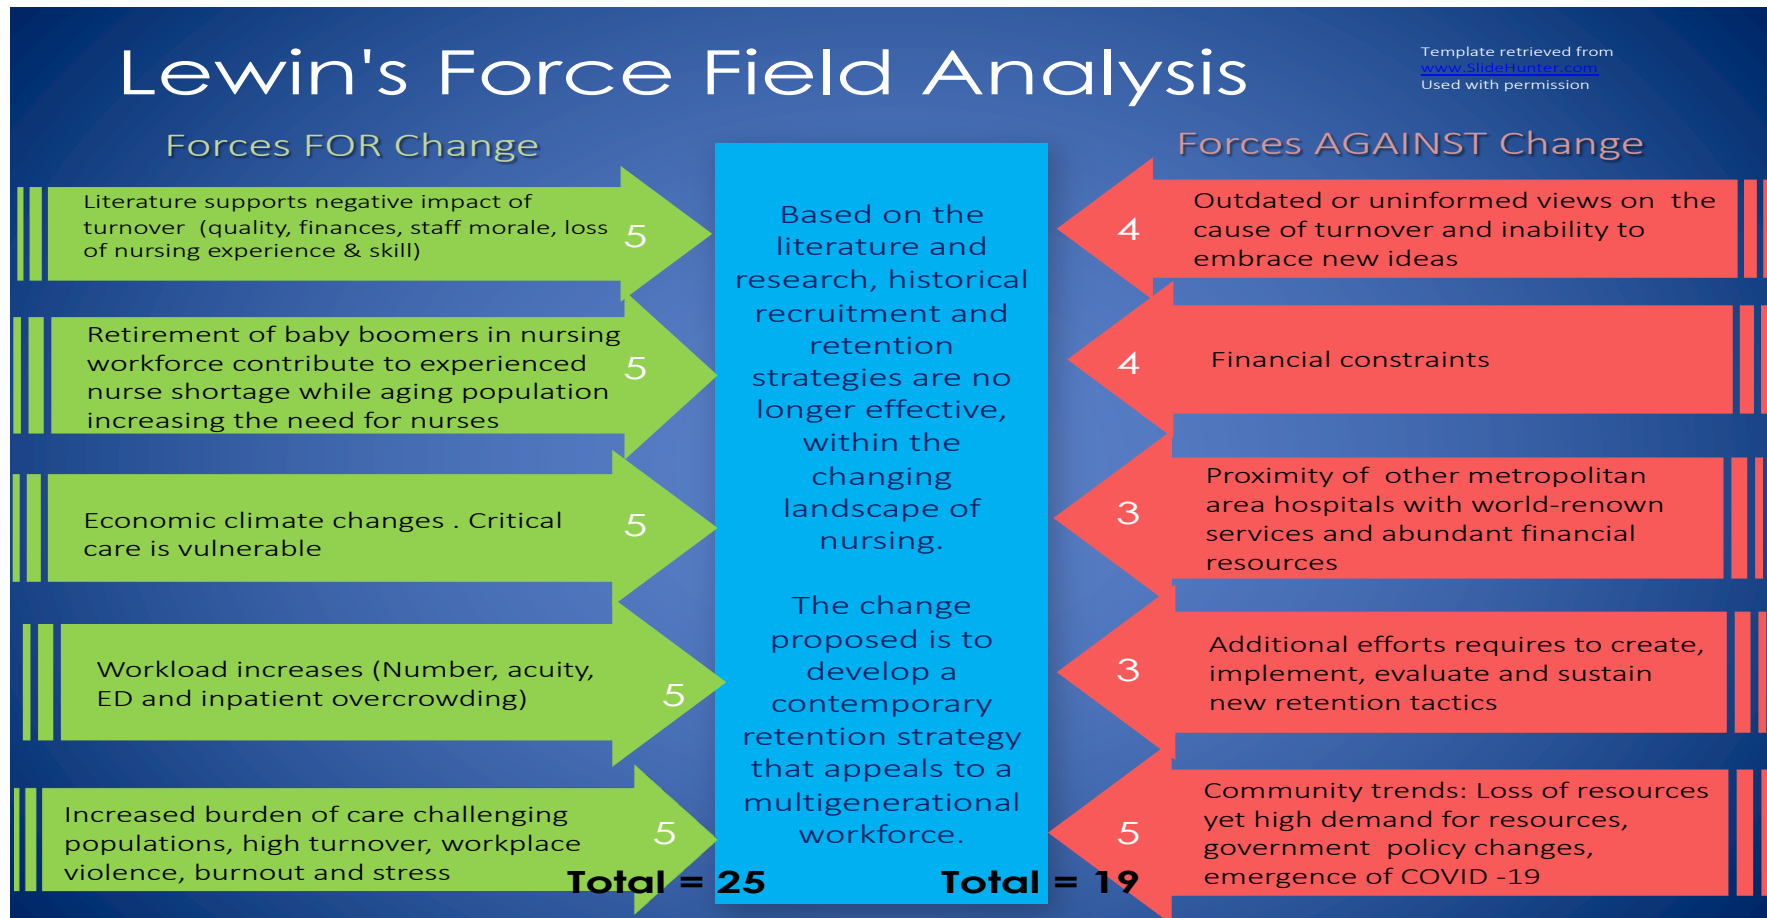 Lewin's Force Field Analysis
Template retrieved from
www.SlideHunter.com
Used with permission
Forces FOR Change
Literature supports negative impact of
turnover (quality, finances, staff morale, loss
of nursing experience & skill)
5
Retirement of baby boomers in nursing
workforce contribute to experienced
nurse shortage while aging population
increasing the need for nurses
5
Economic climate changes . Critical
care is vulnerable
5
Workload increases (Number, acuity,
ED and inpatient overcrowding)
5
Increased burden of care challenging
populations, high turnover, workplace
violence, burnout and stress
5
Total = 25
Based on the
literature and
research, historical
recruitment and
retention
strategies are no
longer effective,
within the
changing
landscape of
nursing.
The change
proposed is to
develop a
contemporary
retention strategy
that appeals to a
multigenerational
workforce.
Forces AGAINST Change
4
Outdated or uninformed views on the
cause of turnover and inability to
embrace new ideas
4
Financial constraints
3
Proximity of other metropolitan
area hospitals with world-renown
services and abundant financial
resources
3
Additional efforts requires to create,
implement, evaluate and sustain
new retention tactics
5
Community trends: Loss of resources
yet high demand for resources,
government policy changes,
emergence of COVID -19
Total = 19